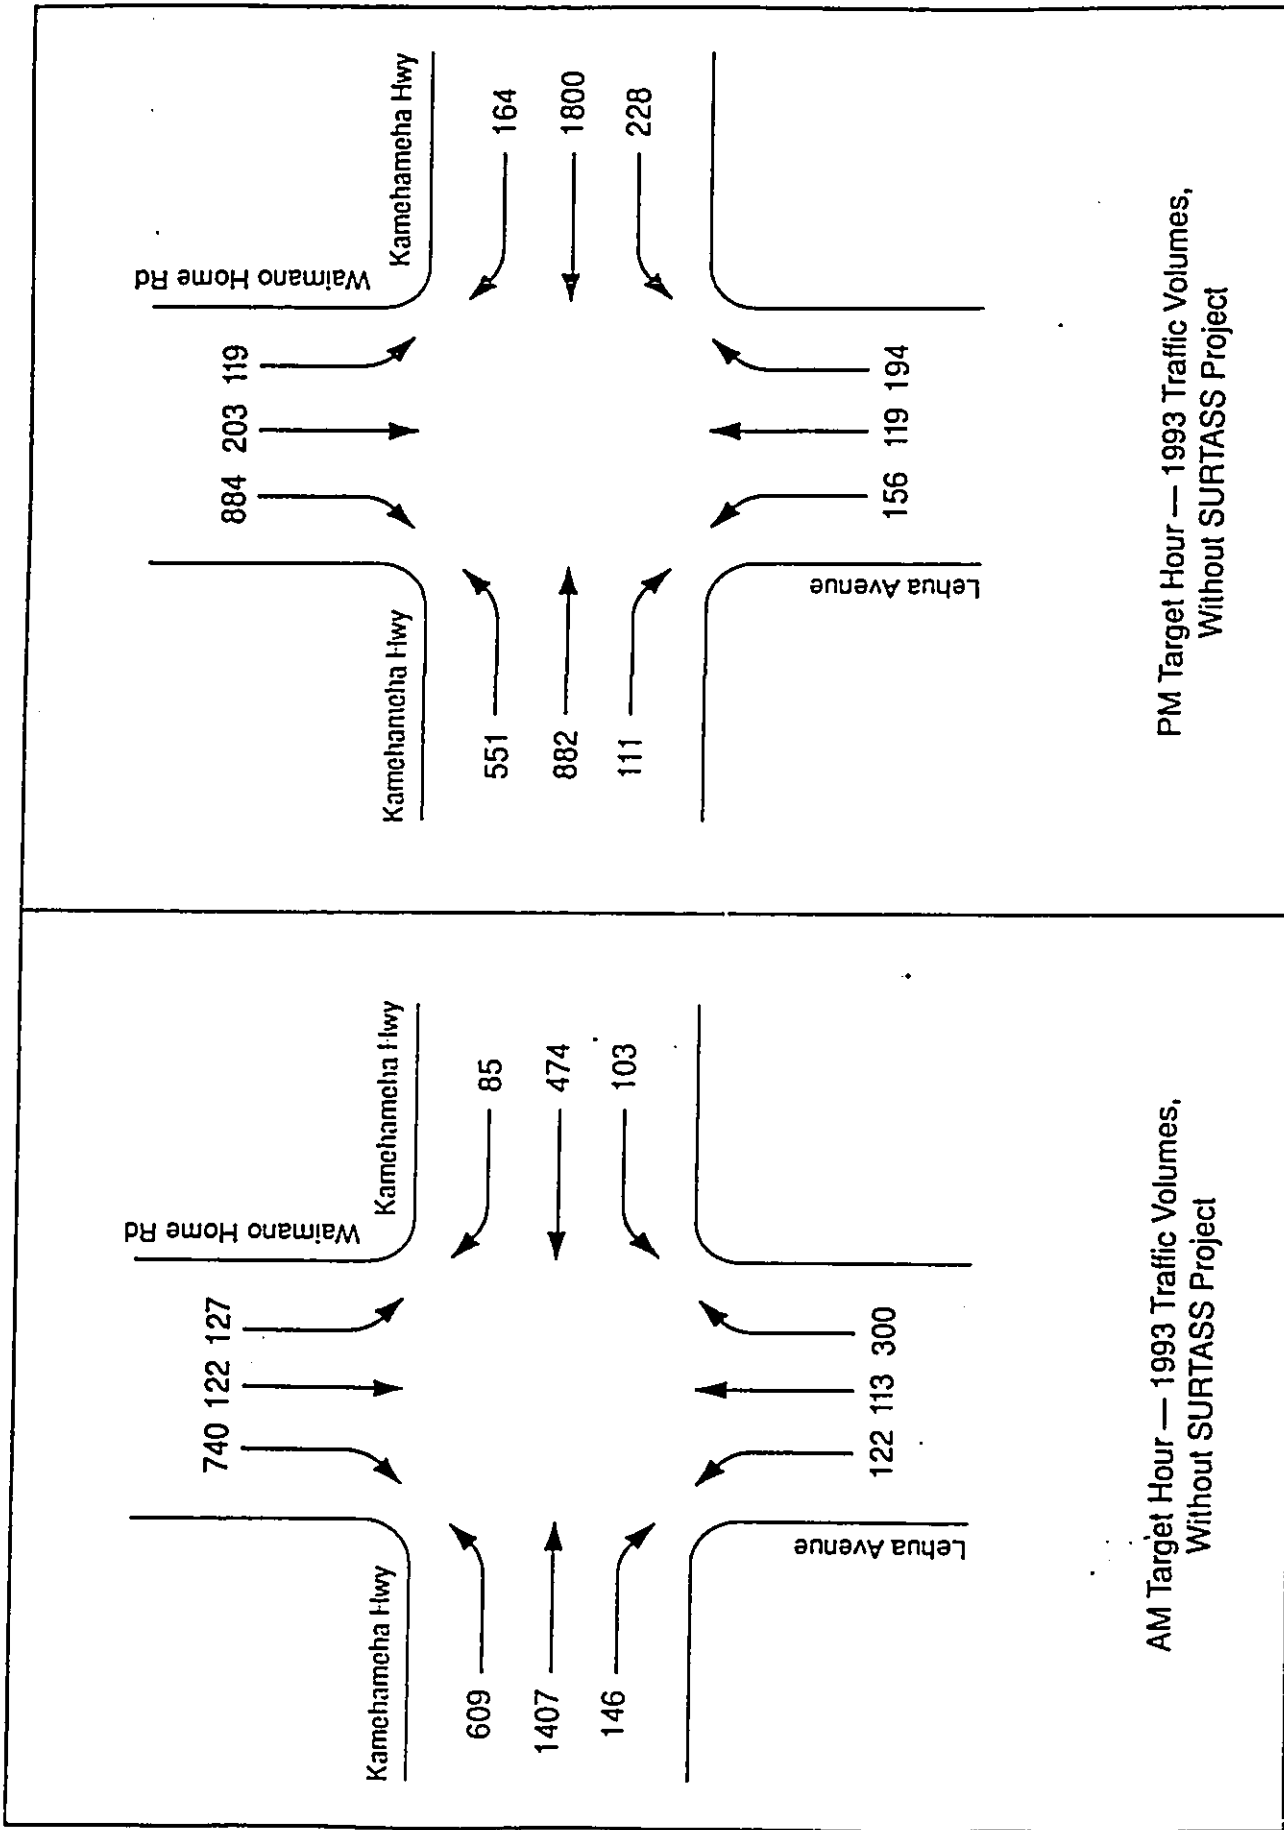 Waimano Home Rd
Kamehameha Hwy
Kamehameha Hwy
740 122 127
609
1407
146
85
474
103
122 113 300
Lehua Avenue
AM Target Hour — 1993 Traffic Volumes,
Without SURTASS Project
Waimano Home Rd
Kamehameha Hwy
Kamehameha Hwy
884 203 119
551
882
111
164
1800
228
156 119 194
Lehua Avenue
PM Target Hour — 1993 Traffic Volumes,
Without SURTASS Project